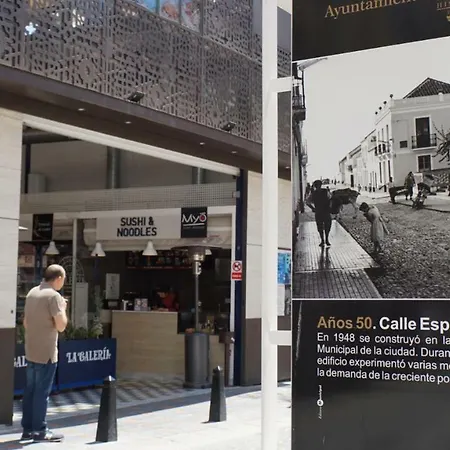 Ayuntamien
SUSHI &
NOODLES
MYŌ
LA GALERÍA
Años 50. Calle Esp
En 1948 se construyó en la
Municipal de la ciudad. Duran
edificio experimentó varias m
la demanda de la creciente po